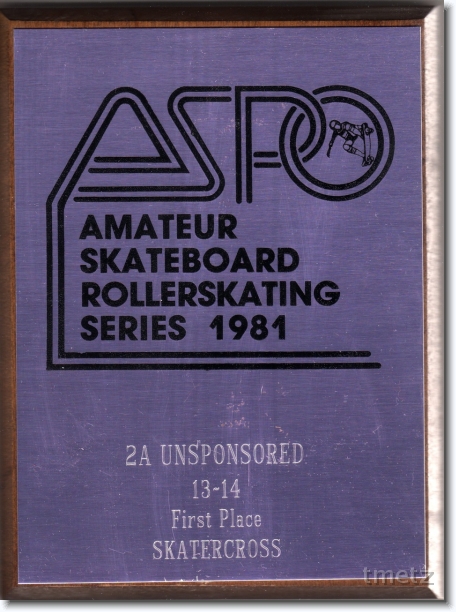 ASPO
AMATEUR
SKATEBOARD
ROLLERSKATING
SERIES 1981
2A UNSPONSORED
13-14
First Place
SKATERCROSS
tmetz